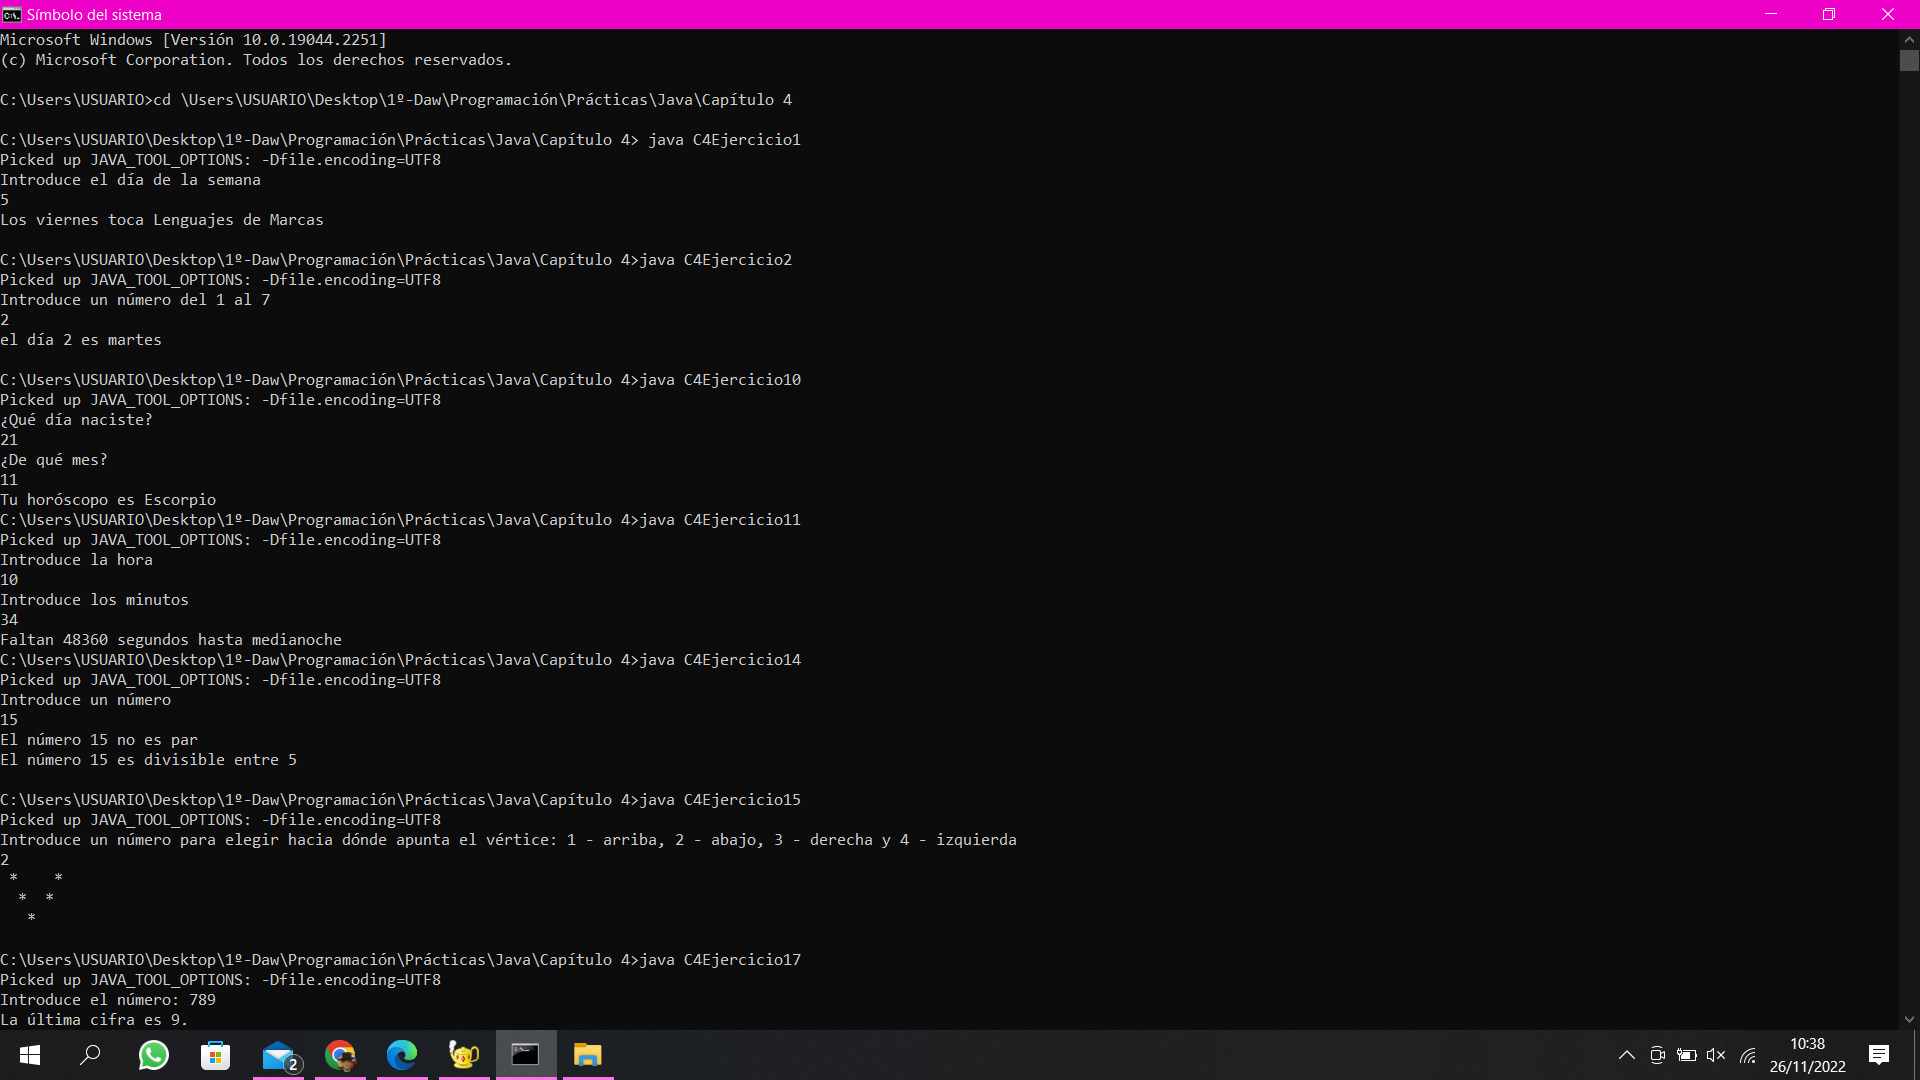 Símbolo del sistema
Microsoft Windows [Versión 10.0.19044.2251]
(c) Microsoft Corporation. Todos los derechos reservados.
C:\Users\USUARIO>cd \Users\USUARIO\Desktop\1º-Daw\Programación\Prácticas\Java\Capítulo 4
C:\Users\USUARIO\Desktop\1º-Daw\Programación\Prácticas\Java\Capítulo 4> java C4Ejercicio1
Picked up JAVA_TOOL_OPTIONS: -Dfile.encoding=UTF8
Introduce el día de la semana
5
Los viernes toca Lenguajes de Marcas
C:\Users\USUARIO\Desktop\1º-Daw\Programación\Prácticas\Java\Capítulo 4>java C4Ejercicio2
Picked up JAVA_TOOL_OPTIONS: -Dfile.encoding=UTF8
Introduce un número del 1 al 7
2
el día 2 es martes
C:\Users\USUARIO\Desktop\1º-Daw\Programación\Prácticas\Java\Capítulo 4>java C4Ejercicio10
Picked up JAVA_TOOL_OPTIONS: -Dfile.encoding=UTF8
¿Qué día naciste?
21
¿De qué mes?
11
Tu horóscopo es Escorpio
C:\Users\USUARIO\Desktop\1º-Daw\Programación\Prácticas\Java\Capítulo 4>java C4Ejercicio11
Picked up JAVA_TOOL_OPTIONS: -Dfile.encoding=UTF8
Introduce la hora
10
Introduce los minutos
34
Faltan 48360 segundos hasta medianoche
C:\Users\USUARIO\Desktop\1º-Daw\Programación\Prácticas\Java\Capítulo 4>java C4Ejercicio14
Picked up JAVA_TOOL_OPTIONS: -Dfile.encoding=UTF8
Introduce un número
15
El número 15 no es par
El número 15 es divisible entre 5
C:\Users\USUARIO\Desktop\1º-Daw\Programación\Prácticas\Java\Capítulo 4>java C4Ejercicio15
Picked up JAVA_TOOL_OPTIONS: -Dfile.encoding=UTF8
Introduce un número para elegir hacia dónde apunta el vértice: 1 - arriba, 2 - abajo, 3 - derecha y 4 - izquierda
2
 *    *
  *  *
   *
C:\Users\USUARIO\Desktop\1º-Daw\Programación\Prácticas\Java\Capítulo 4>java C4Ejercicio17
Picked up JAVA_TOOL_OPTIONS: -Dfile.encoding=UTF8
Introduce el número: 789
La última cifra es 9.
2
10:38
26/11/2022